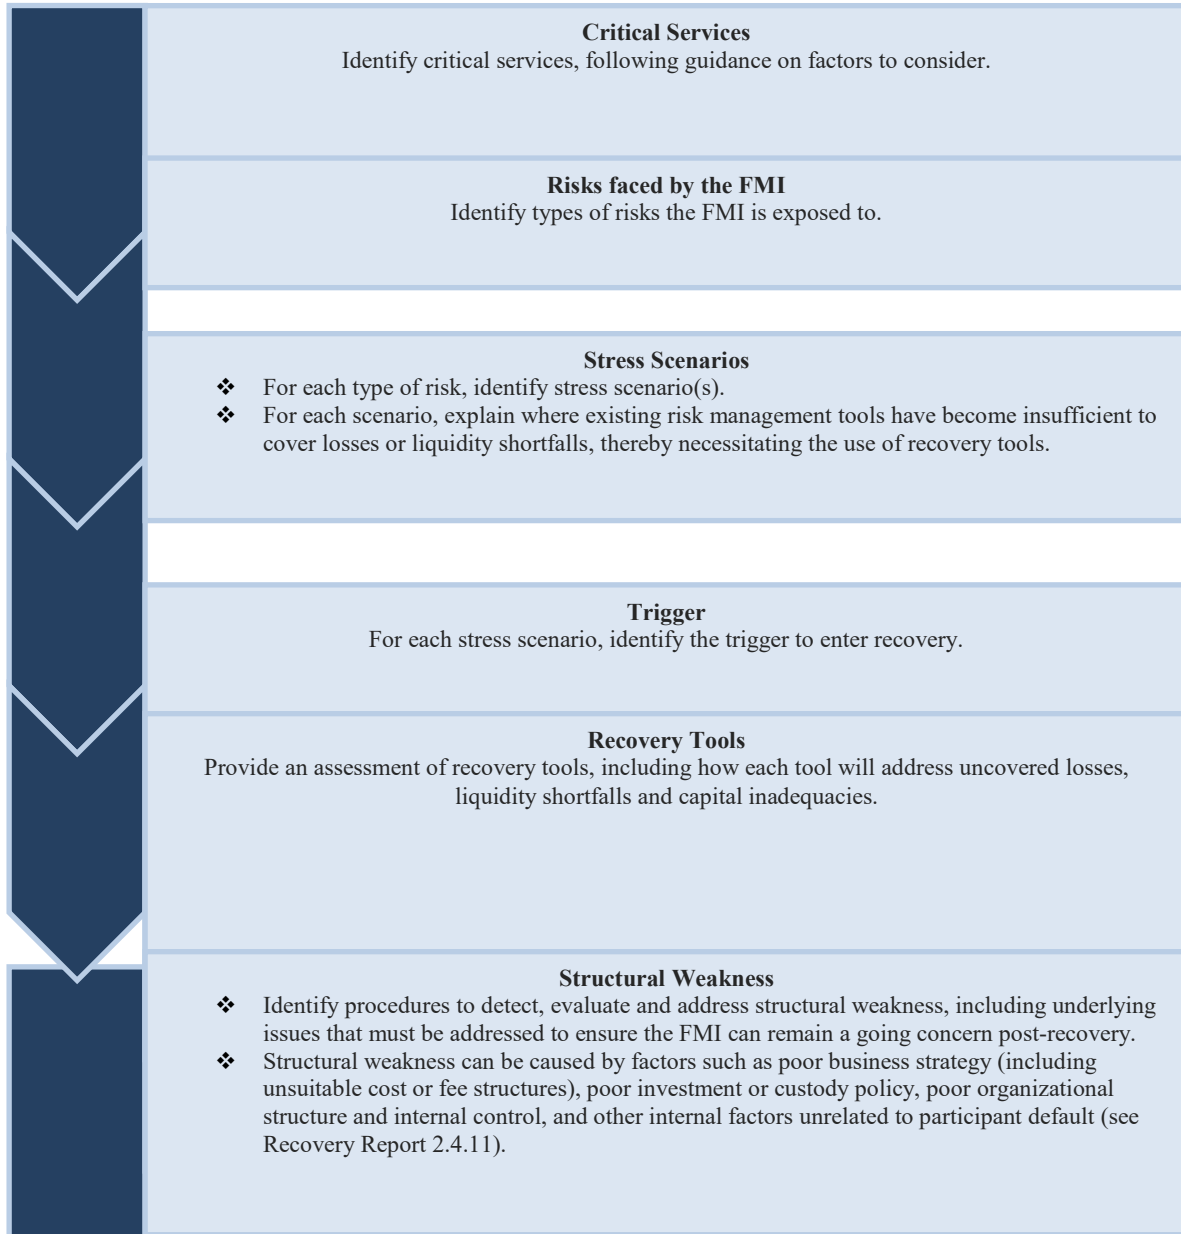 Critical Services
Identify critical services, following guidance on factors to consider.
Risks faced by the FMI
Identify types of risks the FMI is exposed to.
Stress Scenarios
❖ For each type of risk, identify stress scenario(s).
❖ For each scenario, explain where existing risk management tools have become insufficient to
cover losses or liquidity shortfalls, thereby necessitating the use of recovery tools.
Trigger
For each stress scenario, identify the trigger to enter recovery.
Recovery Tools
Provide an assessment of recovery tools, including how each tool will address uncovered losses,
liquidity shortfalls and capital inadequacies.
Structural Weakness
❖ Identify procedures to detect, evaluate and address structural weakness, including underlying
issues that must be addressed to ensure the FMI can remain a going concern post-recovery.
❖ Structural weakness can be caused by factors such as poor business strategy (including
unsuitable cost or fee structures), poor investment or custody policy, poor organizational
structure and internal control, and other internal factors unrelated to participant default (see
Recovery Report 2.4.11).